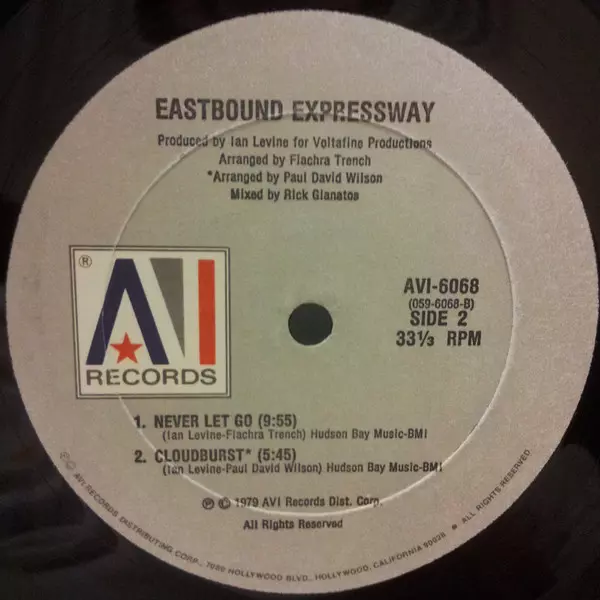 EASTBOUND EXPRESSWAY
Produced by Ian Levine for Voltafine Productions
Arranged by Fiachra Trench
*Arranged by Paul David Wilson
Mixed by Rick Gianatos
®
AVI
RECORDS
AVI-6068
(059-6068-B)
SIDE 2
33⅓ RPM
1. NEVER LET GO (9:55)
(Ian Levine-Fiachra Trench) Hudson Bay Music-BMI
2. CLOUDBURST* (5:45)
(Ian Levine-Paul David Wilson) Hudson Bay Music-BMI
℗ © 1979 AVI Records Dist. Corp.
All Rights Reserved
℗ © AVI RECORDS DISTRIBUTING CORP., 7060 HOLLYWOOD BLVD., HOLLYWOOD, CALIFORNIA 90028 ★ ALL RIGHTS RESERVED